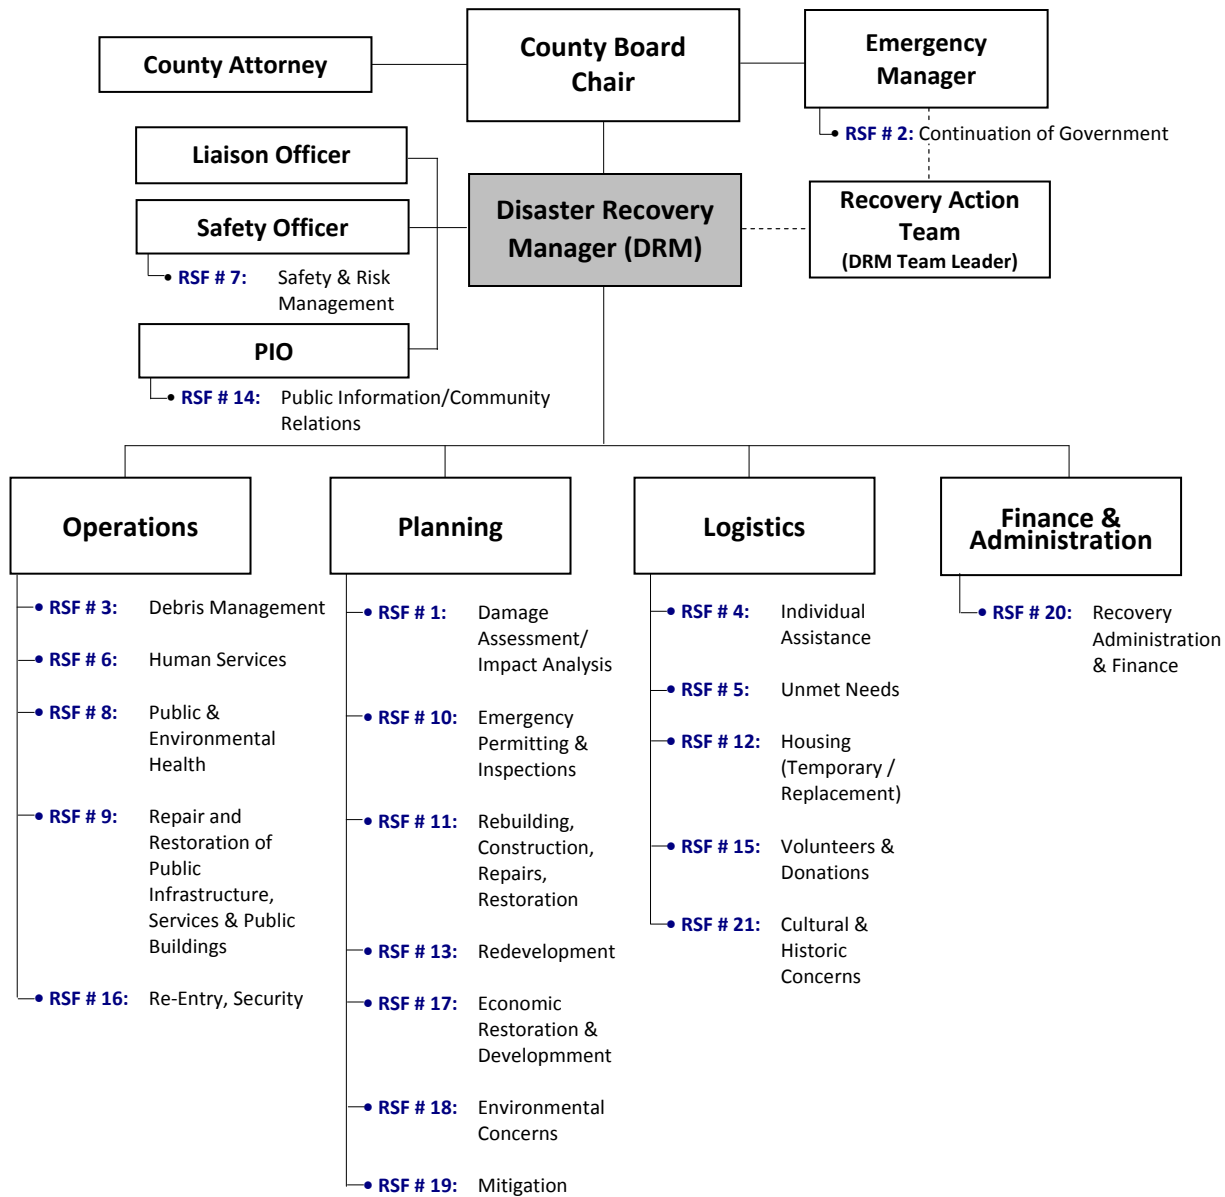 County Attorney
County Board
Chair
Emergency
Manager
RSF # 2: Continuation of Government
Liaison Officer
Safety Officer
RSF # 7: Safety & Risk
Management
PIO
RSF # 14: Public Information/Community
Relations
Disaster Recovery
Manager (DRM)
Recovery Action
Team
(DRM Team Leader)
Operations
RSF # 3: Debris Management
RSF # 6: Human Services
RSF # 8: Public &
Environmental
Health
RSF # 9: Repair and
Restoration of
Public
Infrastructure,
Services & Public
Buildings
RSF # 16: Re-Entry, Security
Planning
RSF # 1: Damage
Assessment/
Impact Analysis
RSF # 10: Emergency
Permitting &
Inspections
RSF # 11: Rebuilding,
Construction,
Repairs,
Restoration
RSF # 13: Redevelopment
RSF # 17: Economic
Restoration &
Developmment
RSF # 18: Environmental
Concerns
RSF # 19: Mitigation
Logistics
RSF # 4: Individual
Assistance
RSF # 5: Unmet Needs
RSF # 12: Housing
(Temporary /
Replacement)
RSF # 15: Volunteers &
Donations
RSF # 21: Cultural &
Historic
Concerns
Finance &
Administration
RSF # 20: Recovery
Administration
& Finance